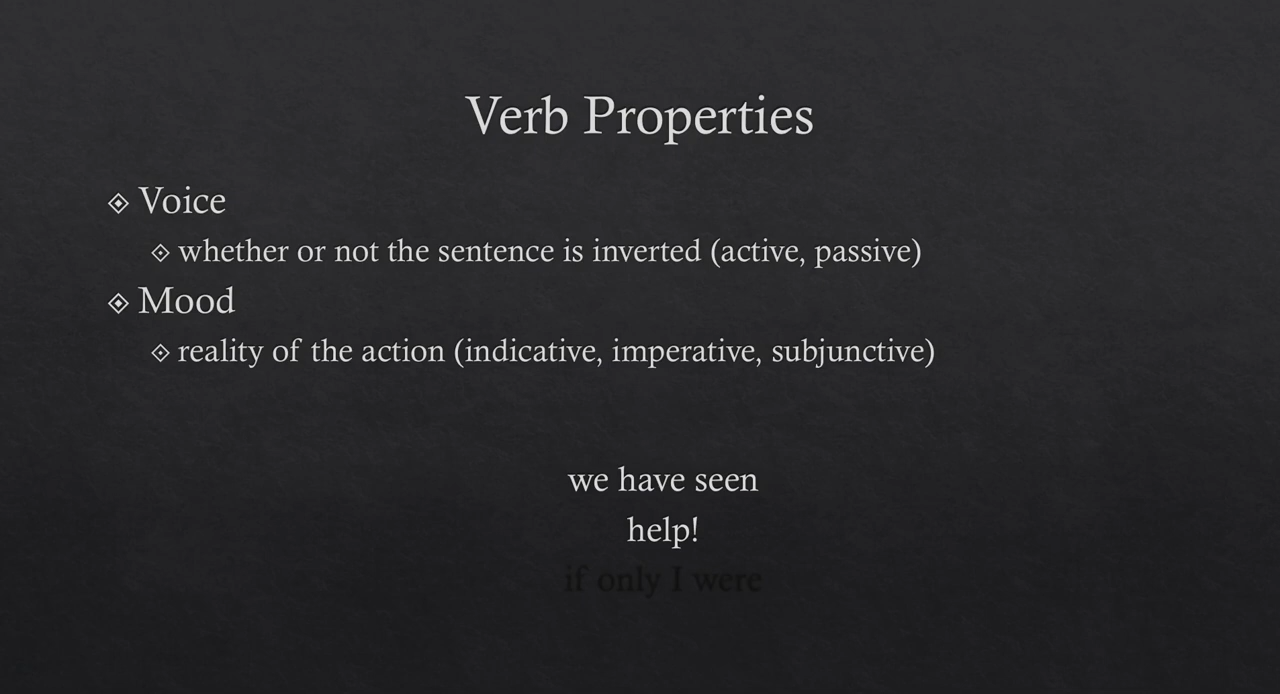 Verb Properties
Voice
whether or not the sentence is inverted (active, passive)
Mood
reality of the action (indicative, imperative, subjunctive)
we have seen
help!
if only I were